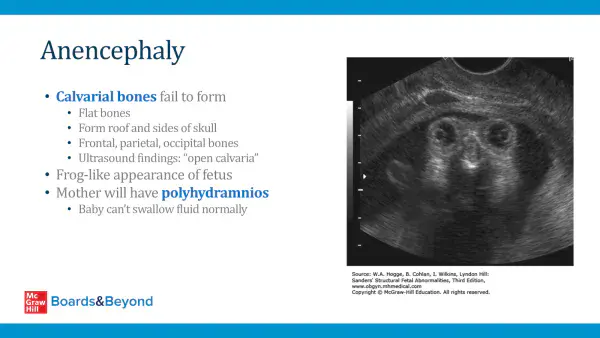 Anencephaly
• Calvarial bones fail to form
• Flat bones
• Form roof and sides of skull
• Frontal, parietal, occipital bones
• Ultrasound findings: “open calvaria”
• Frog-like appearance of fetus
• Mother will have polyhydramnios
• Baby can’t swallow fluid normally
Source: W.A. Hogge, B. Cohlan, I. Wilkins, Lyndon Hill:
Sanders' Structural Fetal Abnormalities, Third Edition,
www.obgyn.mhmedical.com
Copyright © McGraw-Hill Education. All rights reserved.
Mc
Graw
Hill
Boards&Beyond